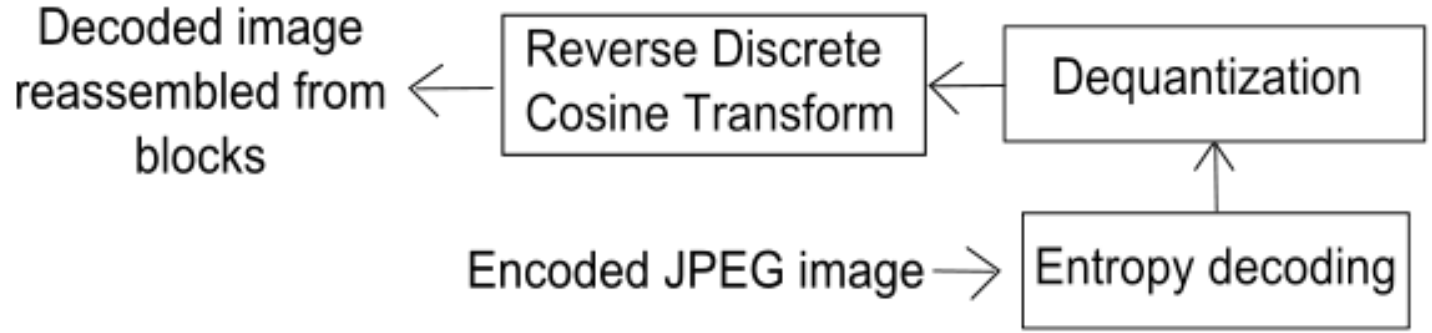 Decoded image
reassembled from
blocks
Reverse Discrete
Cosine Transform
Dequantization
Encoded JPEG image
Entropy decoding